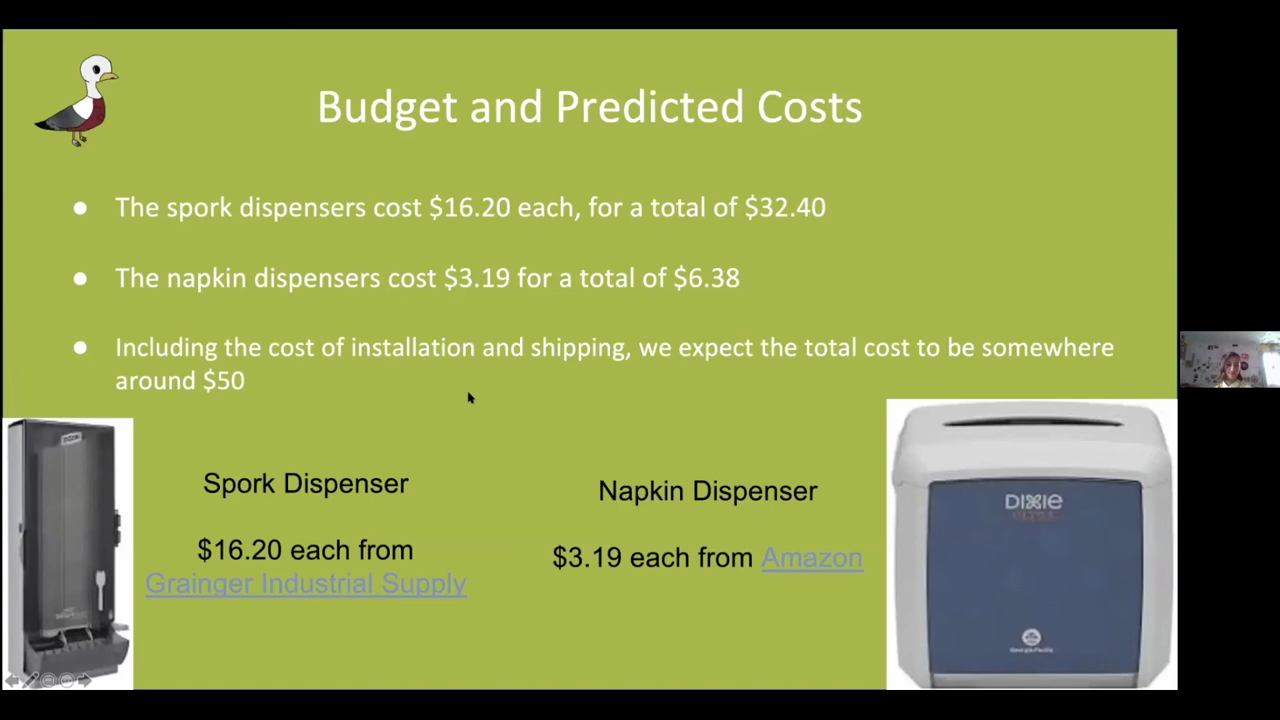 Budget and Predicted Costs
● The spork dispensers cost $16.20 each, for a total of $32.40
● The napkin dispensers cost $3.19 for a total of $6.38
● Including the cost of installation and shipping, we expect the total cost to be somewhere
around $50
Spork Dispenser
$16.20 each from
Grainger Industrial Supply
Napkin Dispenser
$3.19 each from Amazon
DIXIE
ULTRA
Georgia-Pacific